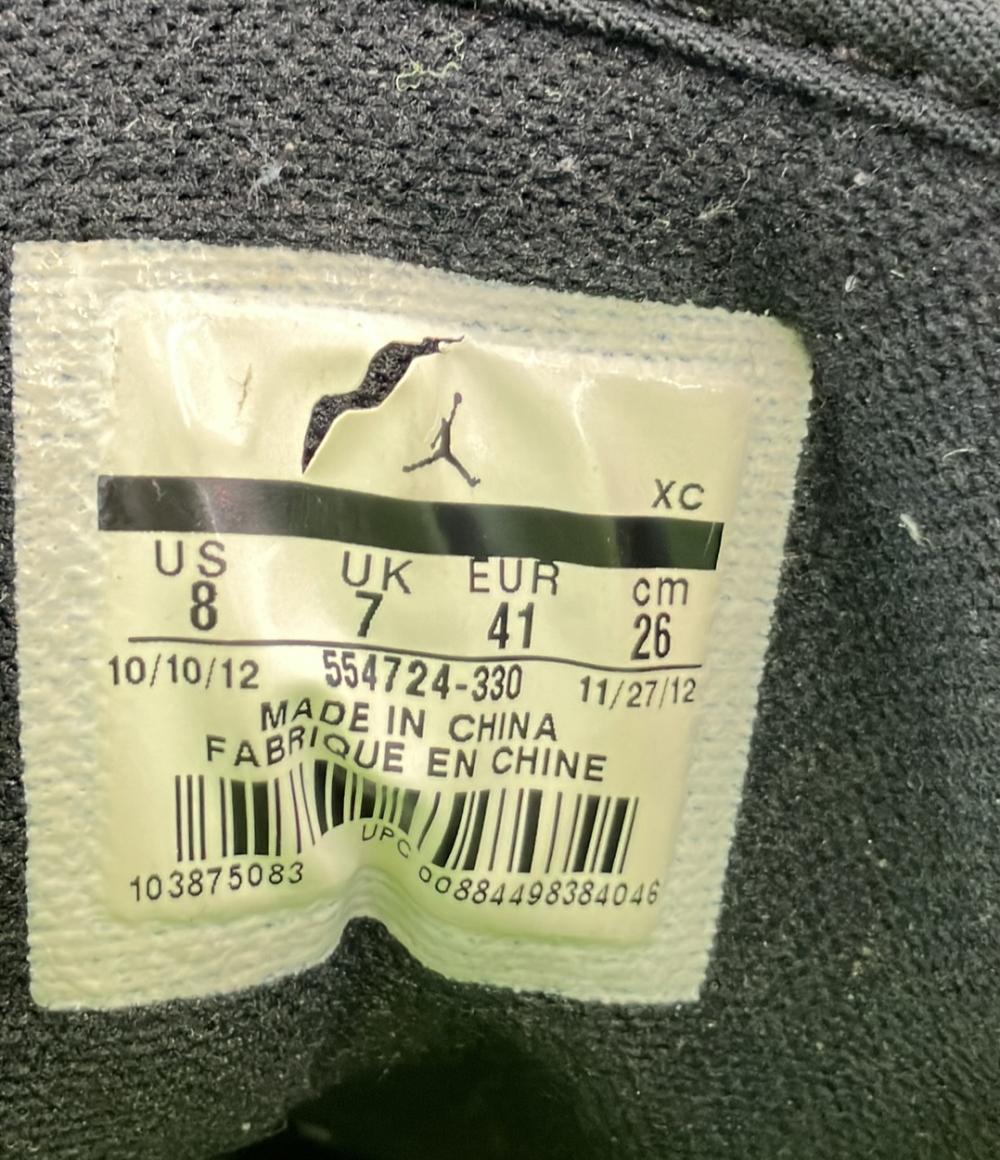 XC
US UK EUR cm
8 7 41 26
10/10/12 554724-330 11/27/12
MADE IN CHINA
FABRIQUE EN CHINE
UPC
103875083 00884498384046